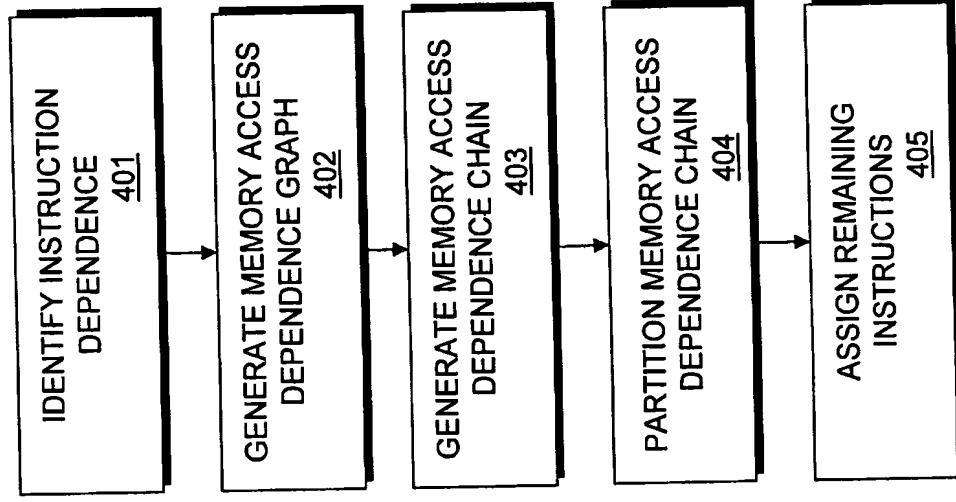 IDENTIFY INSTRUCTION
DEPENDENCE
401
GENERATE MEMORY ACCESS
DEPENDENCE GRAPH
402
GENERATE MEMORY ACCESS
DEPENDENCE CHAIN
403
PARTITION MEMORY ACCESS
DEPENDENCE CHAIN
404
ASSIGN REMAINING
INSTRUCTIONS
405